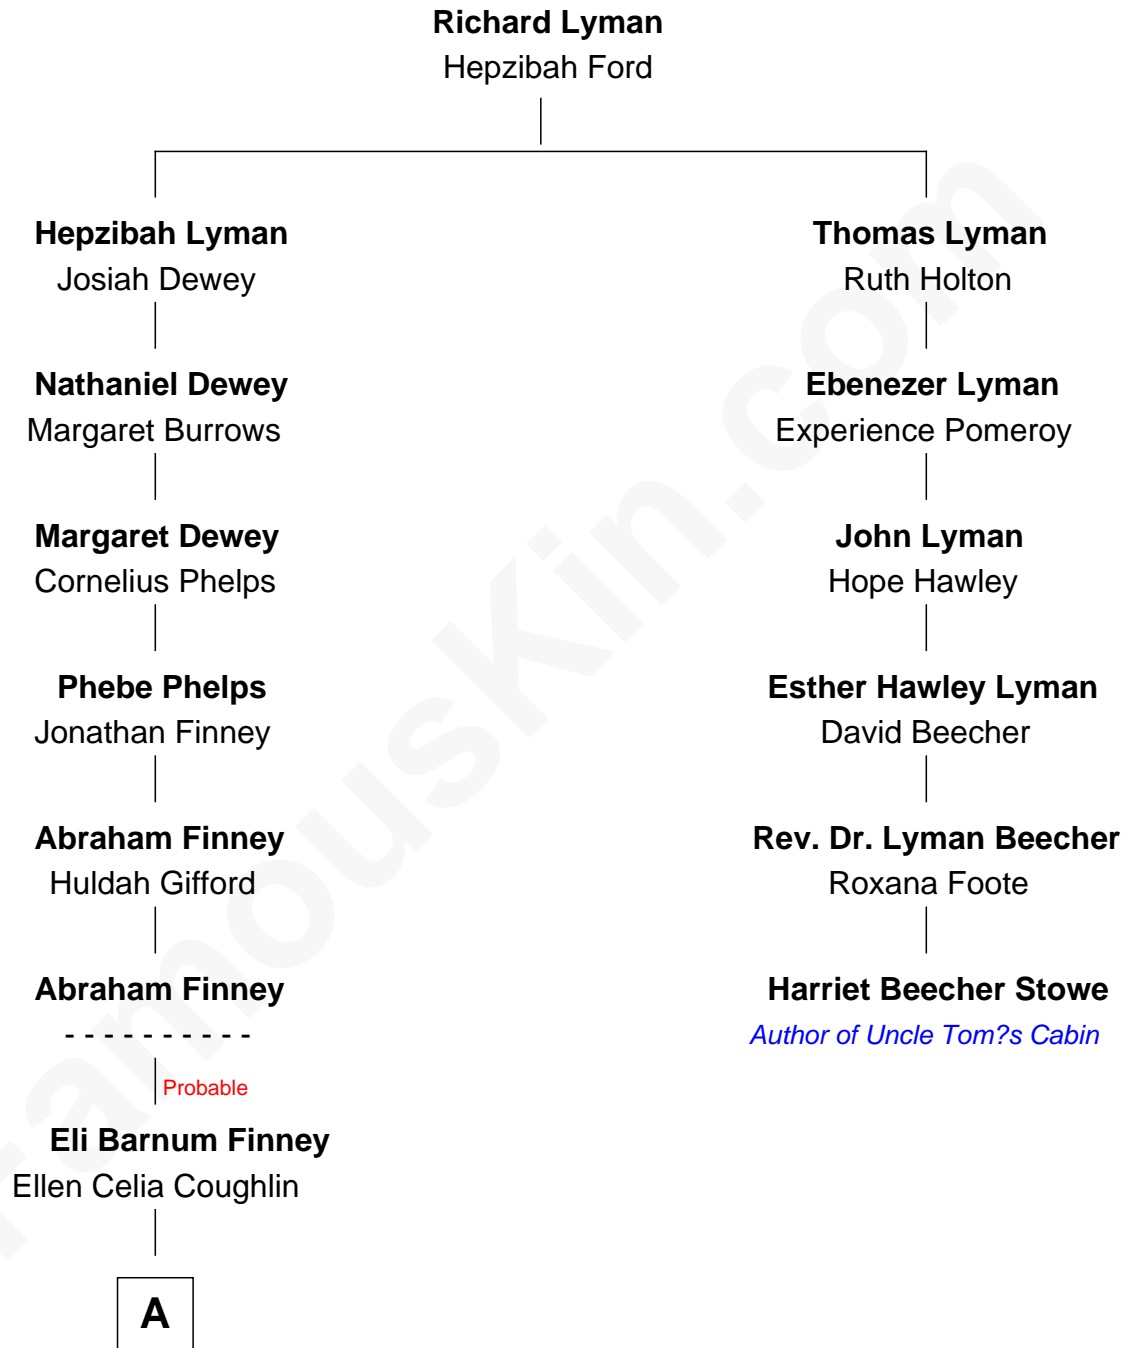 Richard Lyman
Hepzibah Ford
Hepzibah Lyman
Josiah Dewey
Thomas Lyman
Ruth Holton
Nathaniel Dewey
Margaret Burrows
Ebenezer Lyman
Experience Pomeroy
Margaret Dewey
Cornelius Phelps
John Lyman
Hope Hawley
Phebe Phelps
Jonathan Finney
Esther Hawley Lyman
David Beecher
Abraham Finney
Huldah Gifford
Rev. Dr. Lyman Beecher
Roxana Foote
Abraham Finney
- - - - - - - - - -
Harriet Beecher Stowe
Author of Uncle Tom?s Cabin
Probable
Eli Barnum Finney
Ellen Celia Coughlin
A
FamousKin.com